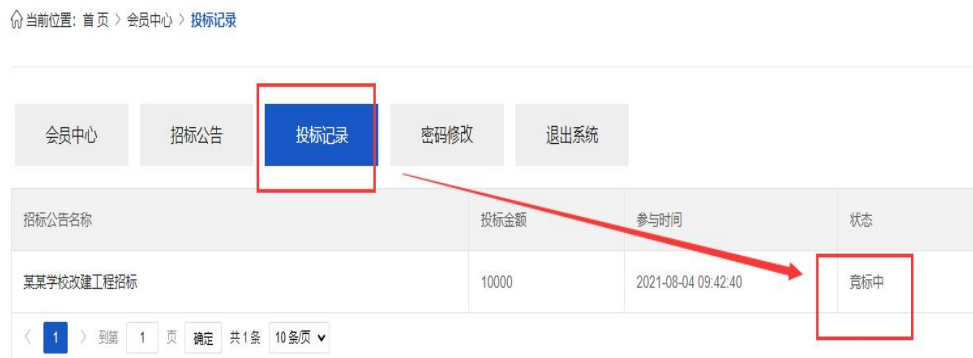 当前位置：首 页 > 会员中心 > 投标记录
会员中心 招标公告 投标记录 密码修改 退出系统
招标公告名称 投标金额 参与时间 状态
某某学校改建工程招标 10000 2021-08-04 09:42:40 竟标中
< 1 > 到第 1 页 确定 共 1 条 10 条/页